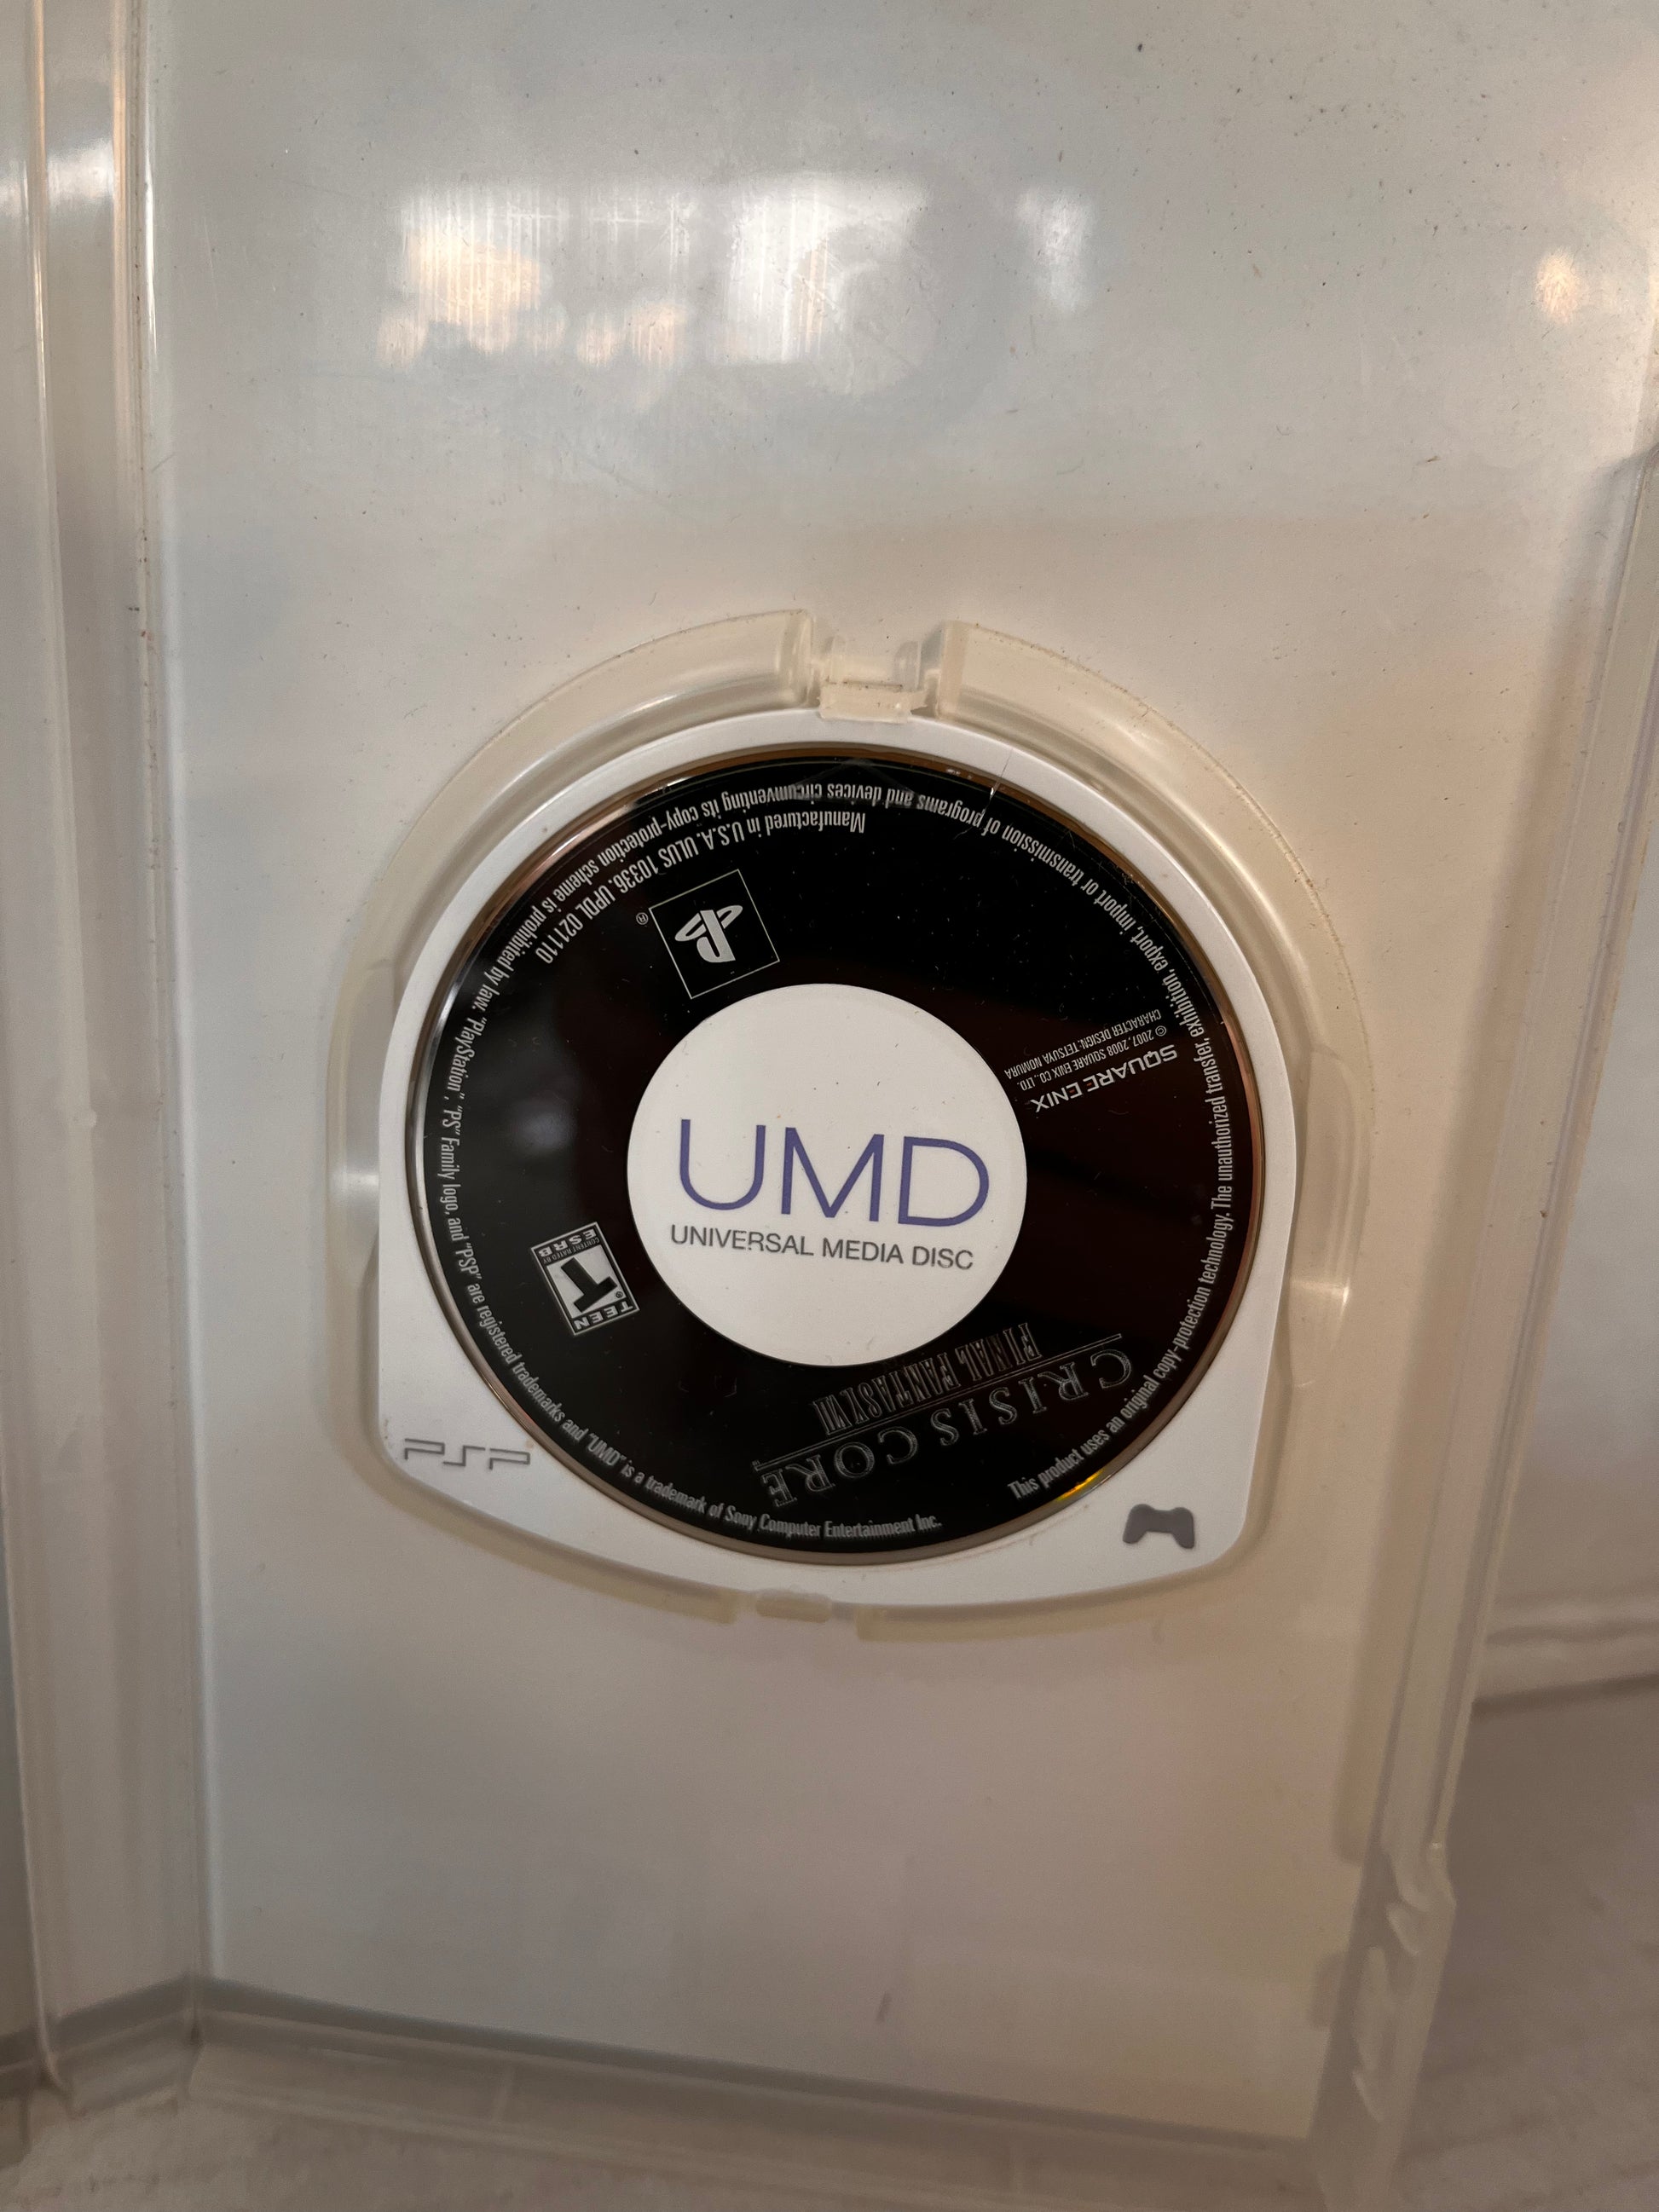 UMD
UNIVERSAL MEDIA DISC
CRISIS CORE
FINAL FANTASY VII
SQUARE ENIX
© 2007, 2008 SQUARE ENIX CO., LTD.
CHARACTER DESIGN: TETSUYA NOMURA
®
Manufactured in U.S.A. ULUS 10336. UPDL 021110
TEEN
T
®
CONTENT RATED BY
ESRB
This product uses an original copy-protection technology. The unauthorized transfer, exhibition, export, import or transmission of programs and devices circumventing its copy-protection scheme is prohibited by law. "PlayStation", "PS" Family logo, and "PSP" are registered trademarks and "UMD" is a trademark of Sony Computer Entertainment Inc.
PSP